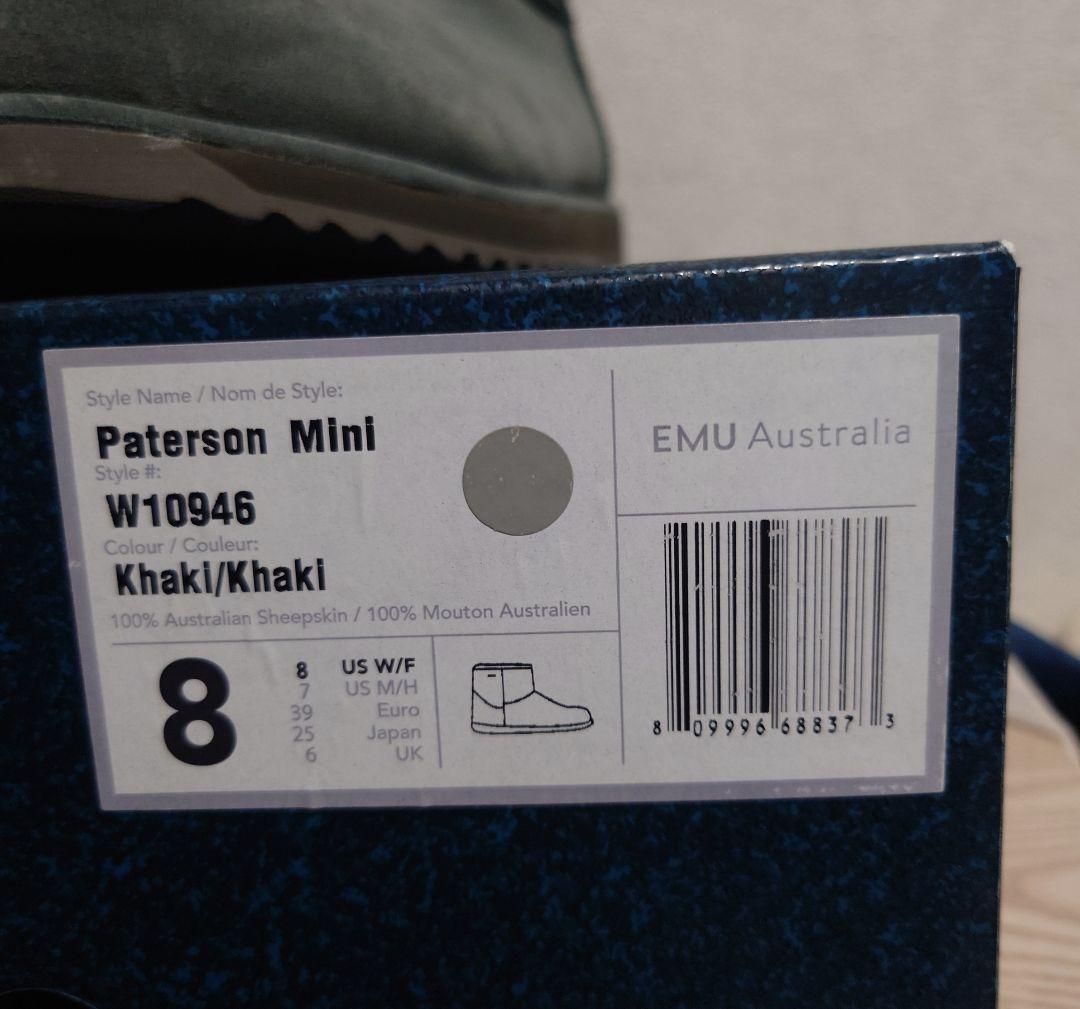 Style Name / Nom de Style:
Paterson Mini
Style #:
W10946
Colour / Couleur:
Khaki/Khaki
100% Australian Sheepskin / 100% Mouton Australien
8
8 US W/F
7 US M/H
39 Euro
25 Japan
6 UK
EMU Australia
8 09996 68837 3